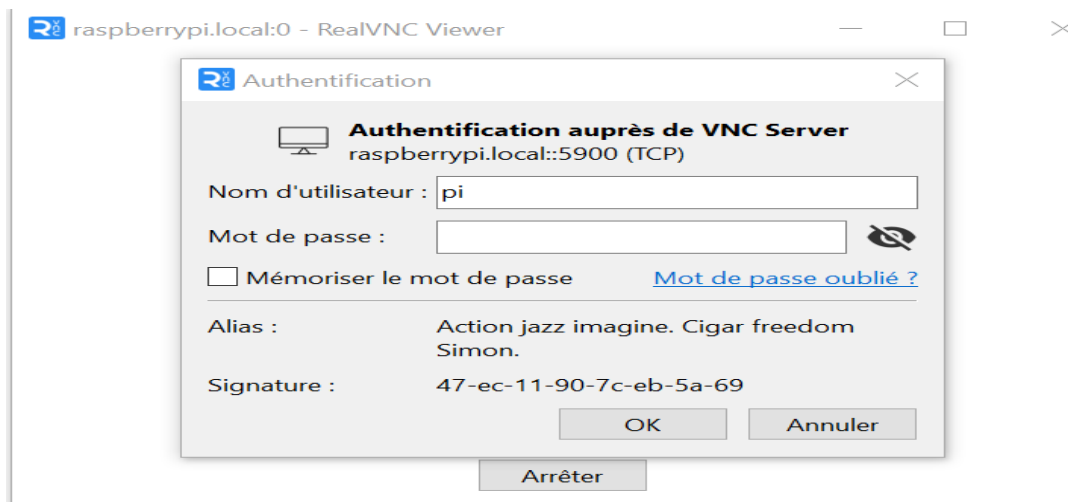 raspberrypi.local:0 - RealVNC Viewer
Authentification
Authentification auprès de VNC Server
raspberrypi.local::5900 (TCP)
Nom d'utilisateur : pi
Mot de passe :
Mémoriser le mot de passe Mot de passe oublié ?
Alias : Action jazz imagine. Cigar freedom
Simon.
Signature : 47-ec-11-90-7c-eb-5a-69
OK Annuler
Arrêter